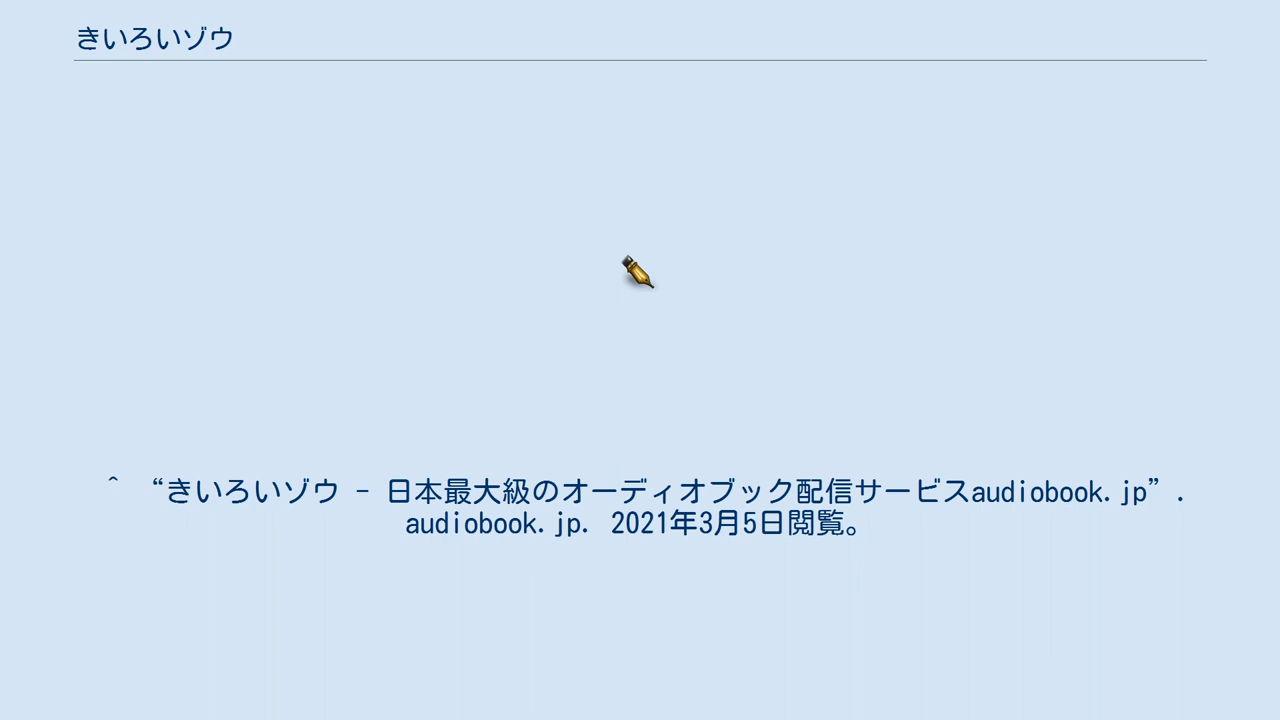 きいろいゾウ
^ “きいろいゾウ - 日本最大級のオーディオブック配信サービスaudiobook.jp”.
audiobook.jp. 2021年3月5日閲覧。